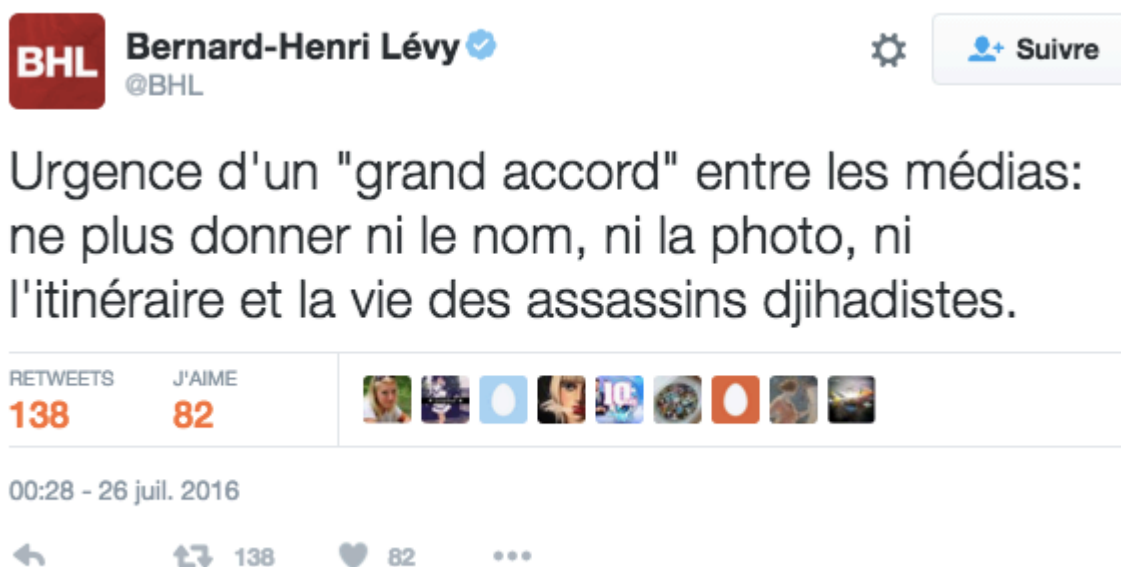 BHL
Bernard-Henri Lévy
@BHL
Suivre
Urgence d'un "grand accord" entre les médias:
ne plus donner ni le nom, ni la photo, ni
l'itinéraire et la vie des assassins djihadistes.
RETWEETS J'AIME
138 82
10
00:28 - 26 juil. 2016
138 82